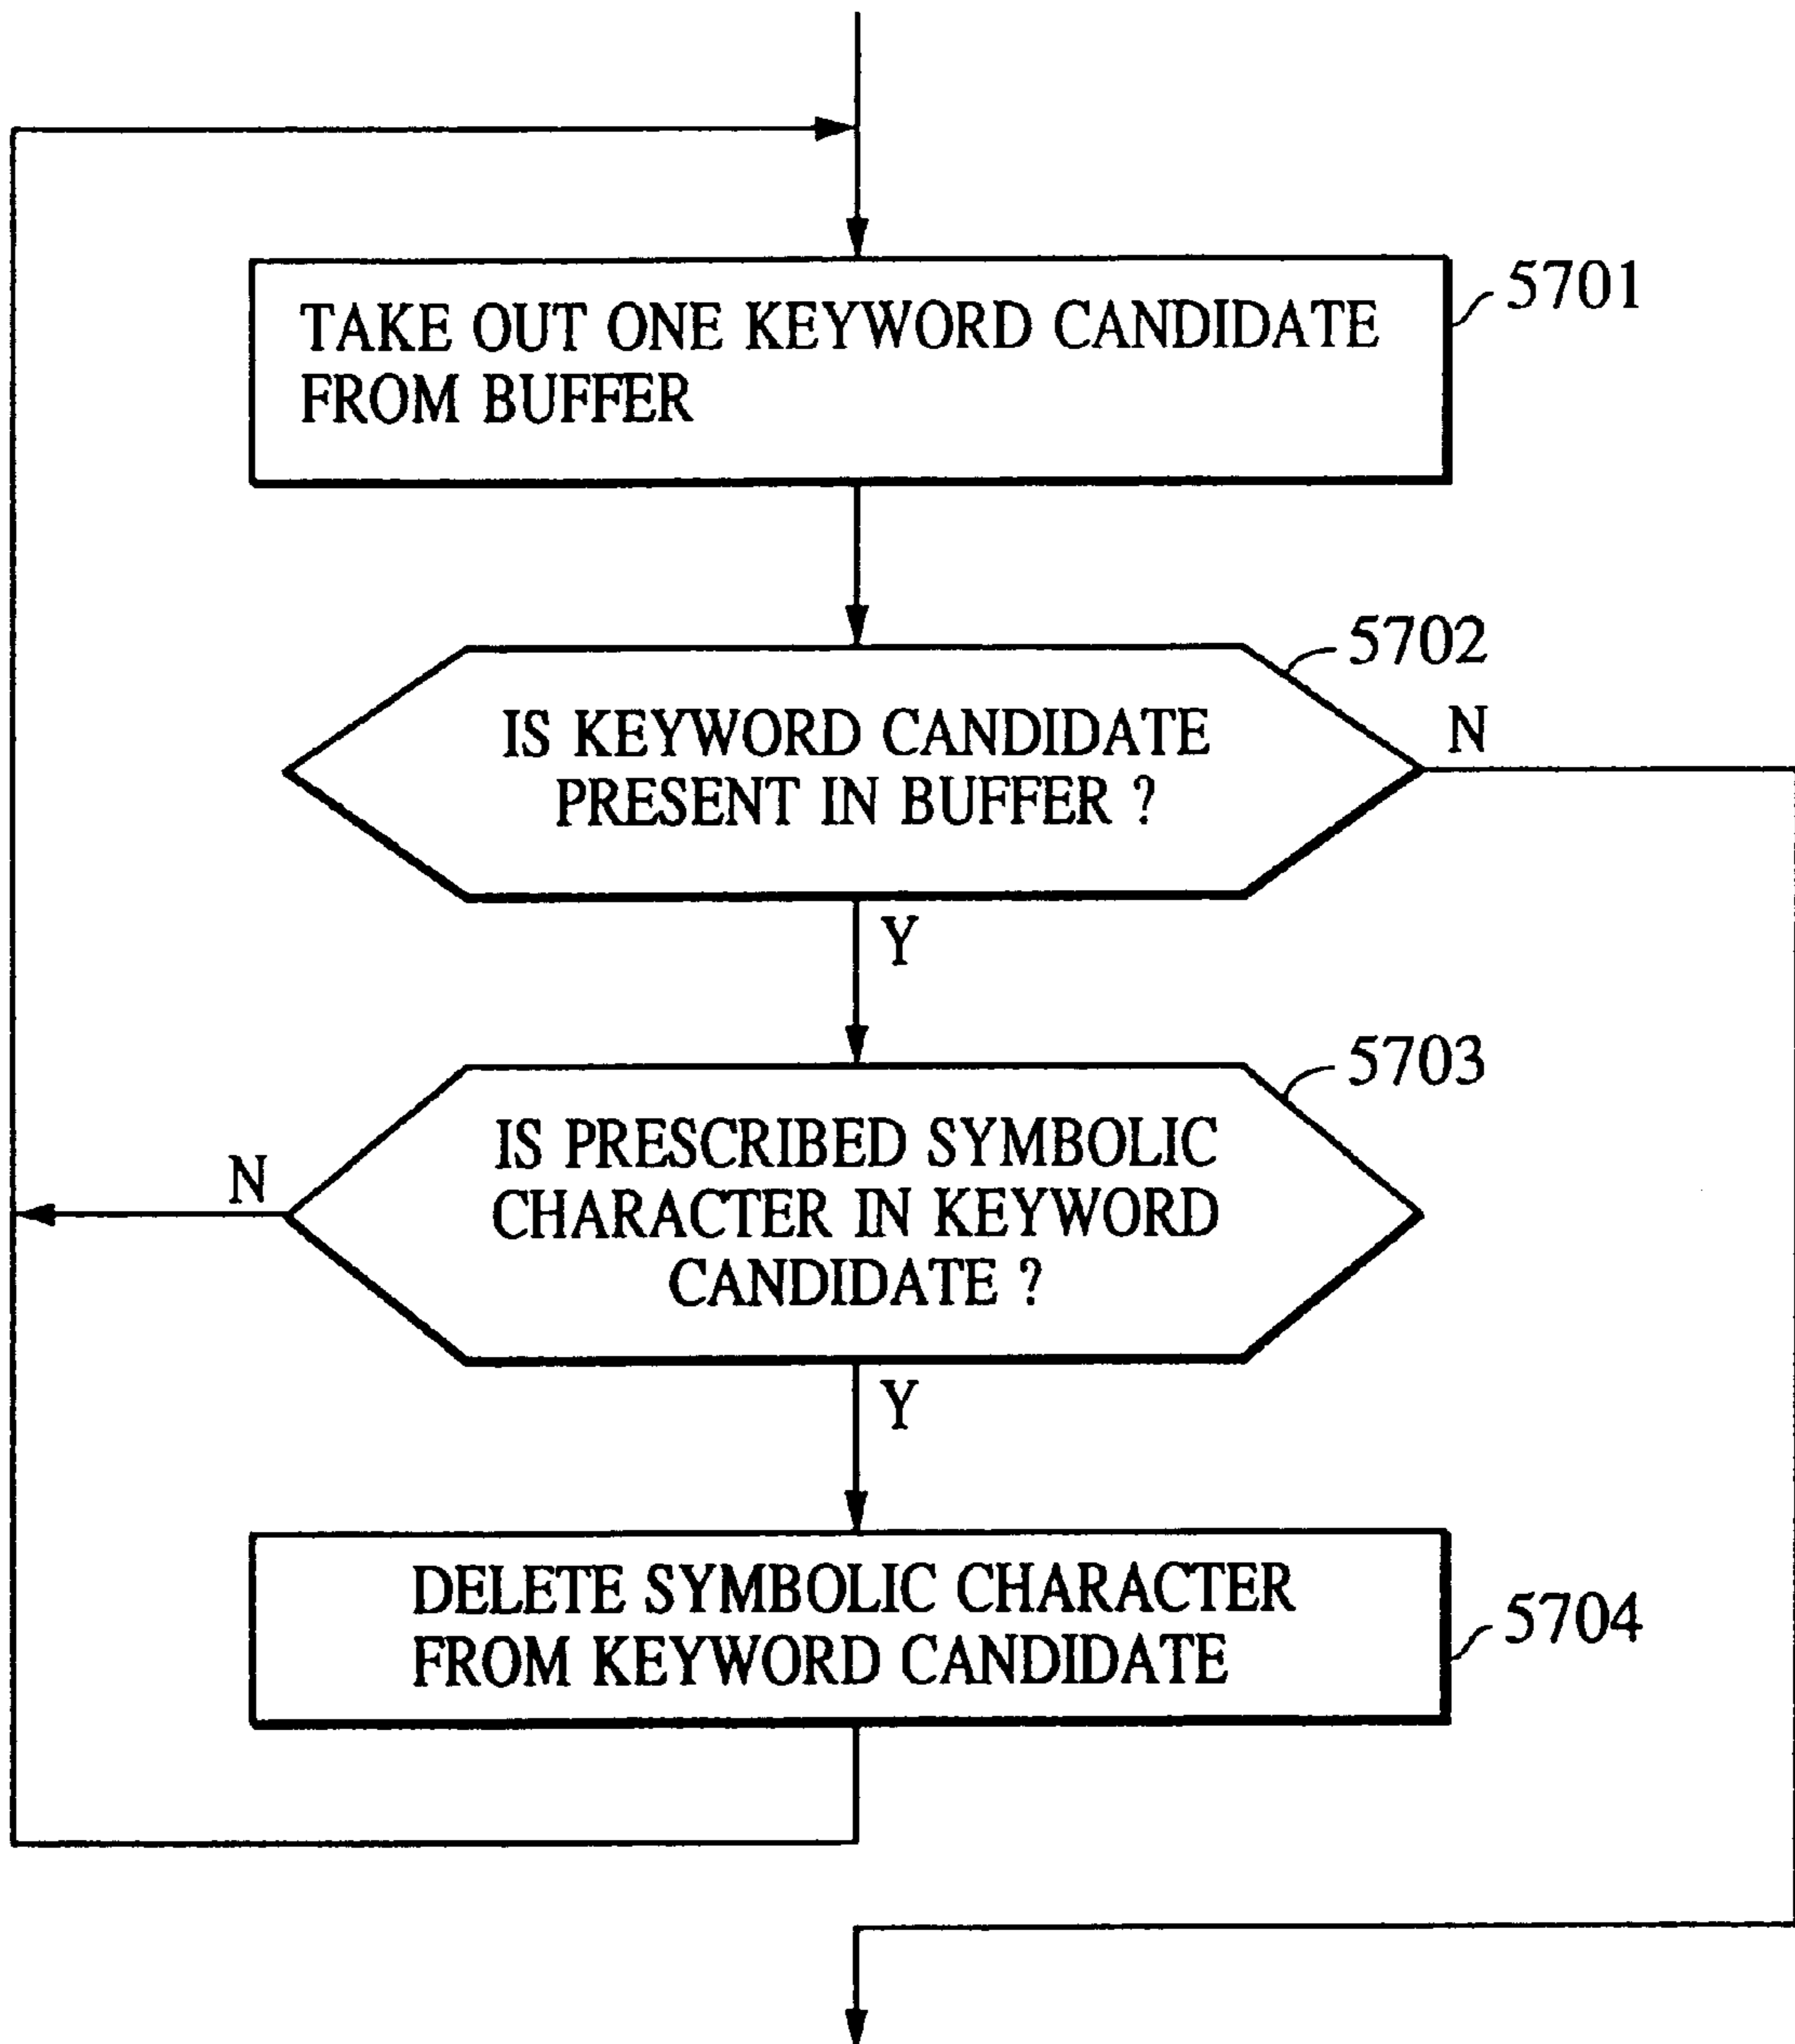 TAKE OUT ONE KEYWORD CANDIDATE
FROM BUFFER
5701
IS KEYWORD CANDIDATE
PRESENT IN BUFFER ?
5702
N
Y
IS PRESCRIBED SYMBOLIC
CHARACTER IN KEYWORD
CANDIDATE ?
5703
N
Y
DELETE SYMBOLIC CHARACTER
FROM KEYWORD CANDIDATE
5704